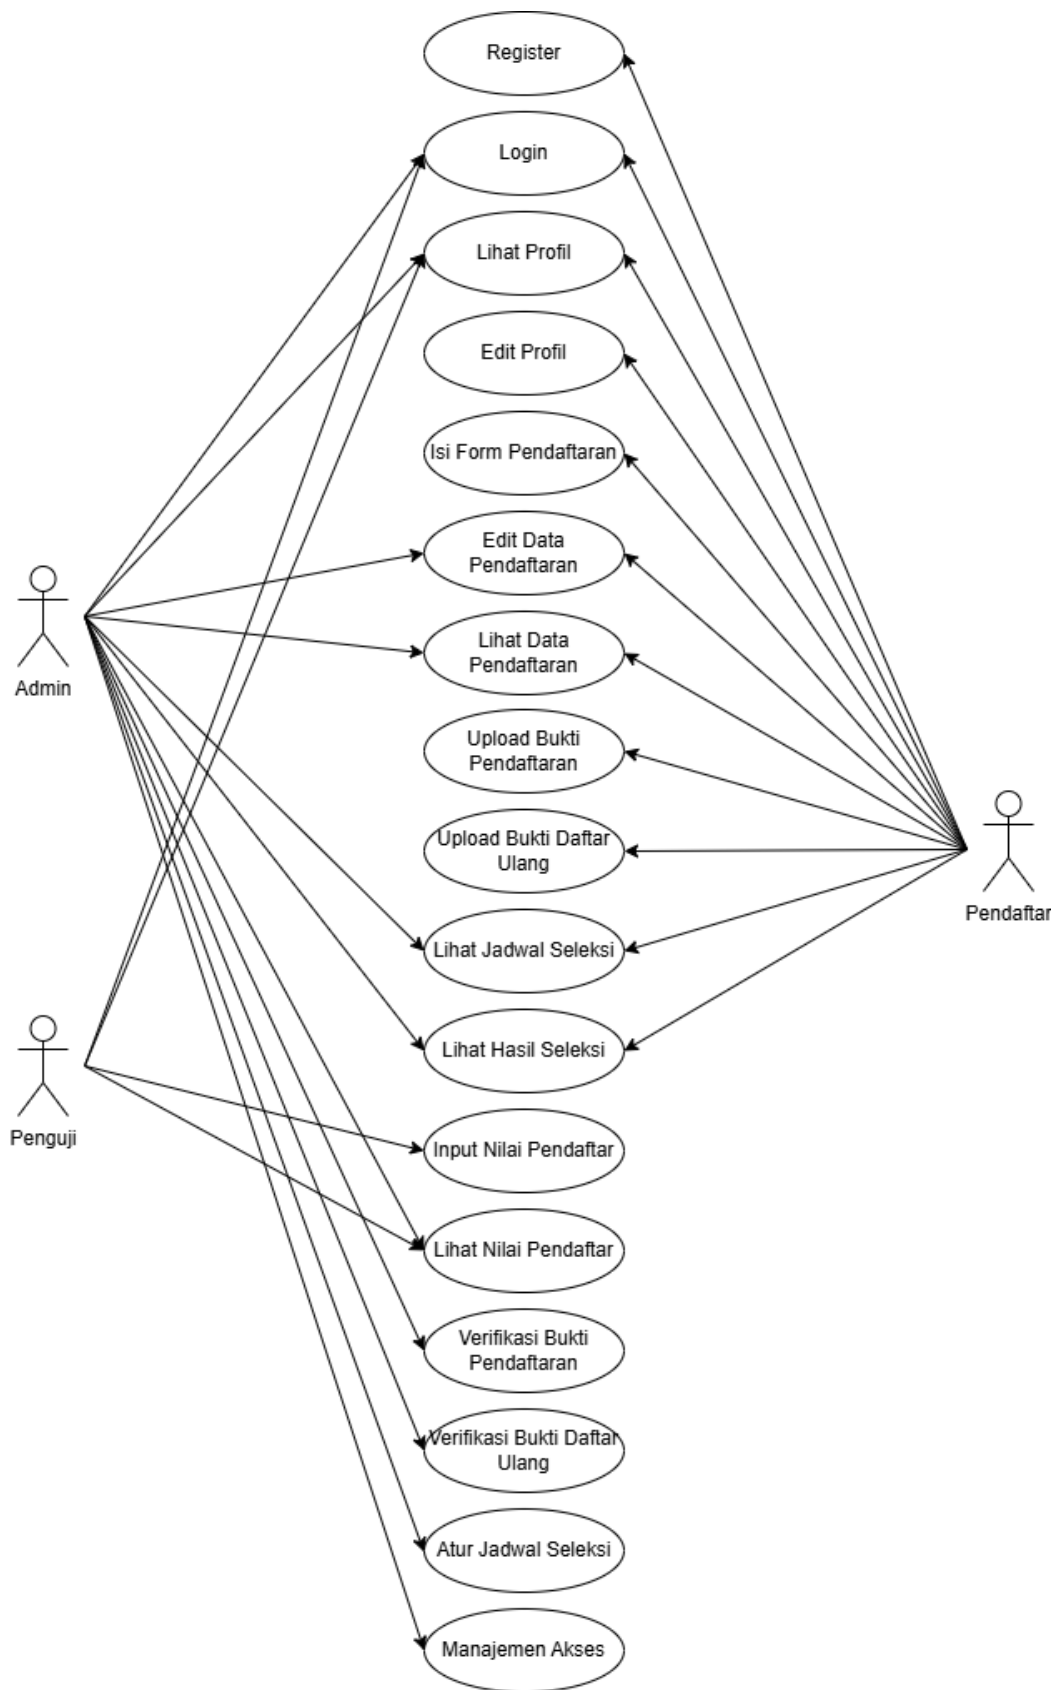 Register
Login
Lihat Profil
Edit Profil
Isi Form Pendaftaran
Edit Data
Pendaftaran
Lihat Data
Pendaftaran
Upload Bukti
Pendaftaran
Upload Bukti Daftar
Ulang
Lihat Jadwal Seleksi
Lihat Hasil Seleksi
Input Nilai Pendaftar
Lihat Nilai Pendaftar
Verifikasi Bukti
Pendaftaran
Verifikasi Bukti Daftar
Ulang
Atur Jadwal Seleksi
Manajemen Akses
Admin
Penguji
Pendaftar